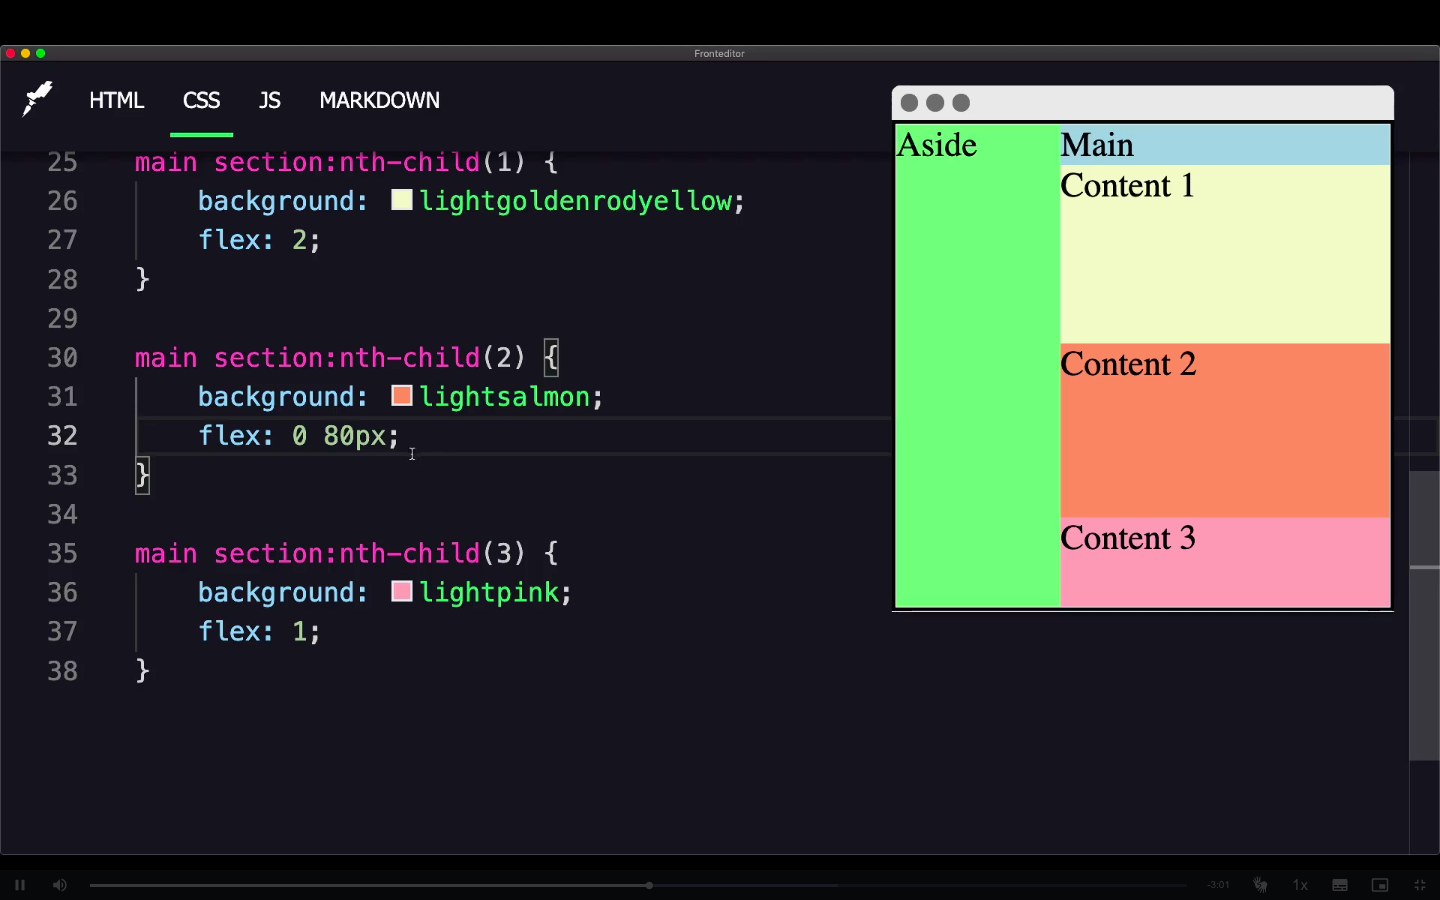 Fronteditor
HTML CSS JS MARKDOWN
25 main section:nth-child(1) {
26 background: lightgoldenrodyellow;
27 flex: 2;
28 }
29
30 main section:nth-child(2) {
31 background: lightsalmon;
32 flex: 0 80px;
33 }
34
35 main section:nth-child(3) {
36 background: lightpink;
37 flex: 1;
38 }
Aside
Main
Content 1
Content 2
Content 3
-3:01
1x